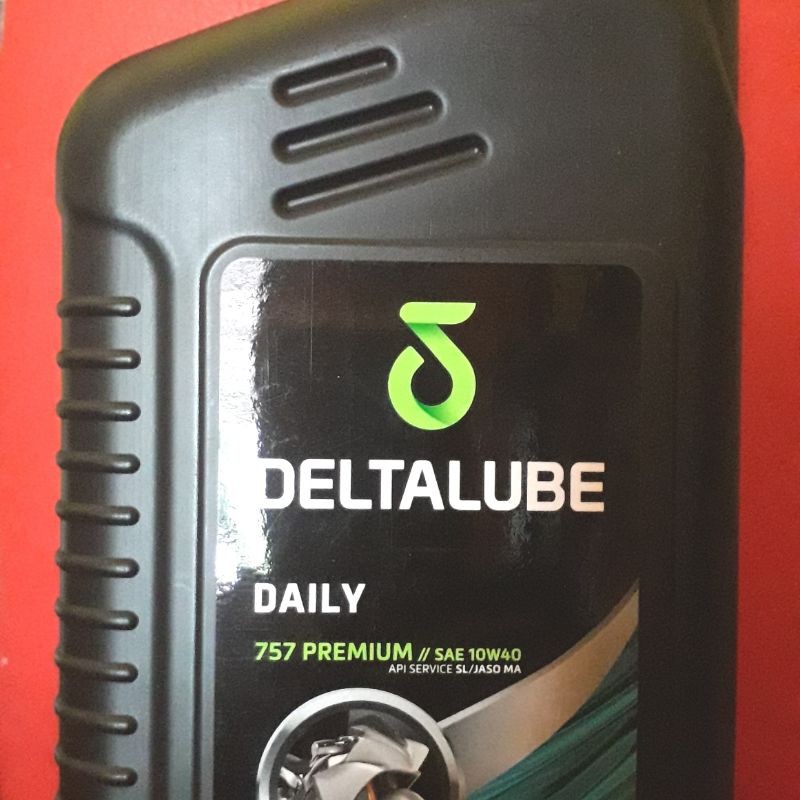 DELTALUBE
DAILY
757 PREMIUM // SAE 10W40
API SERVICE SL/JASO MA